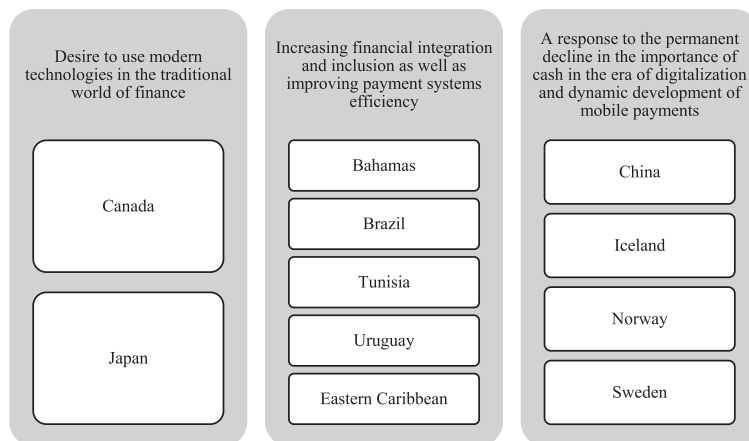 Desire to use modern
technologies in the traditional
world of finance
Canada
Japan
Increasing financial integration
and inclusion as well as
improving payment systems
efficiency
Bahamas
Brazil
Tunisia
Uruguay
Eastern Caribbean
A response to the permanent
decline in the importance of
cash in the era of digitalization
and dynamic development of
mobile payments
China
Iceland
Norway
Sweden